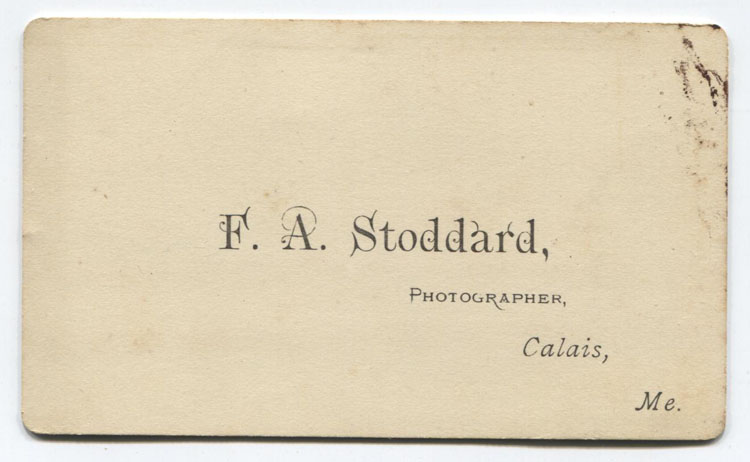 F. A. Stoddard,
Photographer,
Calais,
Me.